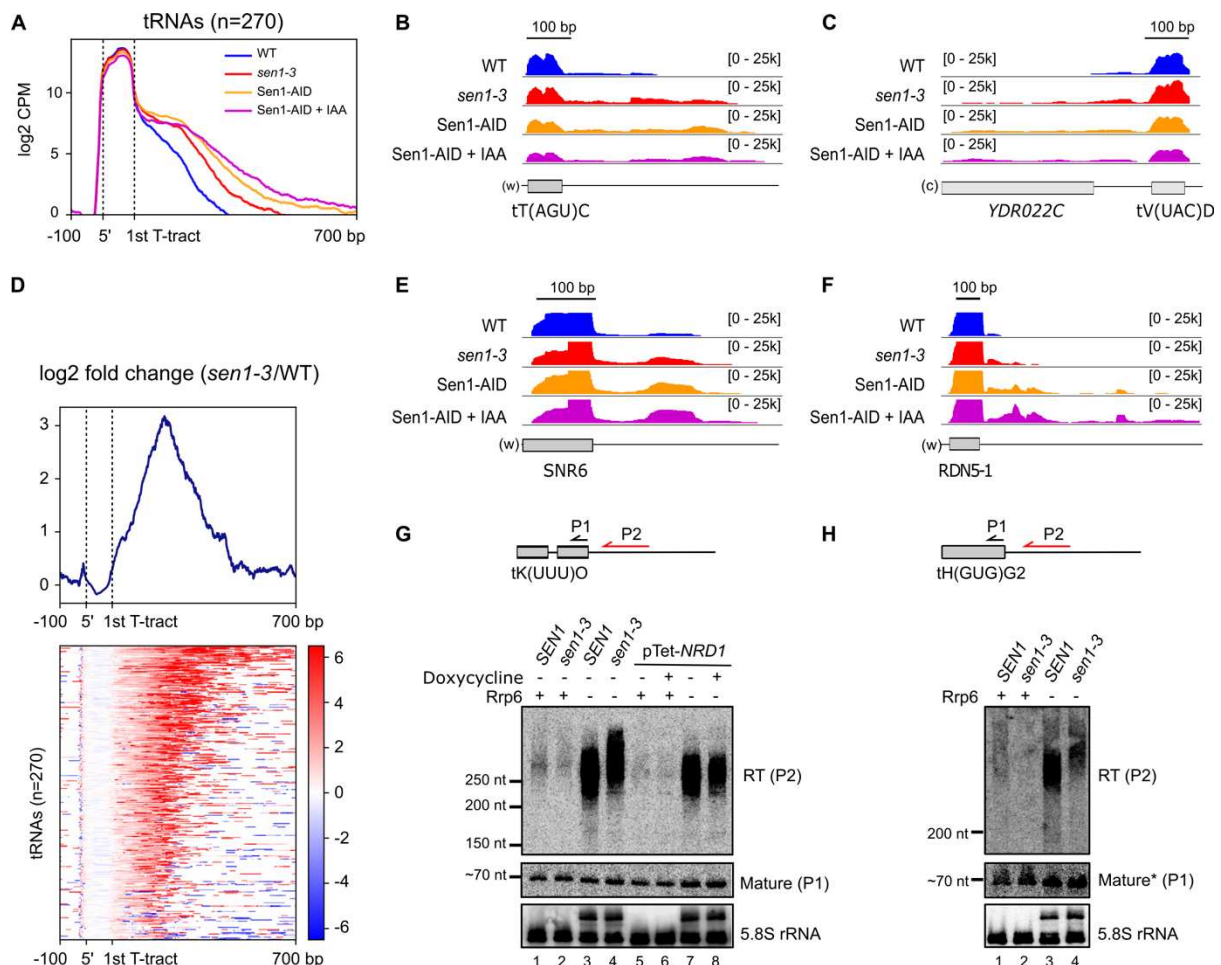 A
tRNAs (n=270)
log2 CPM
10
5
0
WT
sen1-3
Sen1-AID
Sen1-AID + IAA
-100 5' 1st T-tract 700 bp
B
100 bp
WT [0 - 25k]
sen1-3 [0 - 25k]
Sen1-AID [0 - 25k]
Sen1-AID + IAA [0 - 25k]
(w)
tT(AGU)C
C
100 bp
[0 - 25k] WT
[0 - 25k] sen1-3
[0 - 25k] Sen1-AID
[0 - 25k] Sen1-AID + IAA
(c)
YDR022C tV(UAC)D
D
log2 fold change (sen1-3/WT)
3
2
1
0
-100 5' 1st T-tract 700 bp
tRNAs (n=270)
6
4
2
0
-2
-4
-6
-100 5' 1st T-tract 700 bp
E
100 bp
WT [0 - 25k]
sen1-3 [0 - 25k]
Sen1-AID [0 - 25k]
Sen1-AID + IAA [0 - 25k]
(w)
SNR6
F
100 bp
WT [0 - 25k]
sen1-3 [0 - 25k]
Sen1-AID [0 - 25k]
Sen1-AID + IAA [0 - 25k]
(w)
RDN5-1
G
P1 P2
tK(UUU)O
SEN1 sen1-3 SEN1 sen1-3 pTet-NRD1
Doxycycline - - - - - + - +
Rrp6 + + - - + + - -
250 nt
200 nt
150 nt
RT (P2)
~70 nt
Mature (P1)
5.8S rRNA
1 2 3 4 5 6 7 8
H
P1 P2
tH(GUG)G2
SEN1 sen1-3 SEN1 sen1-3
Rrp6 + + - -
200 nt
RT (P2)
~70 nt
Mature* (P1)
5.8S rRNA
1 2 3 4